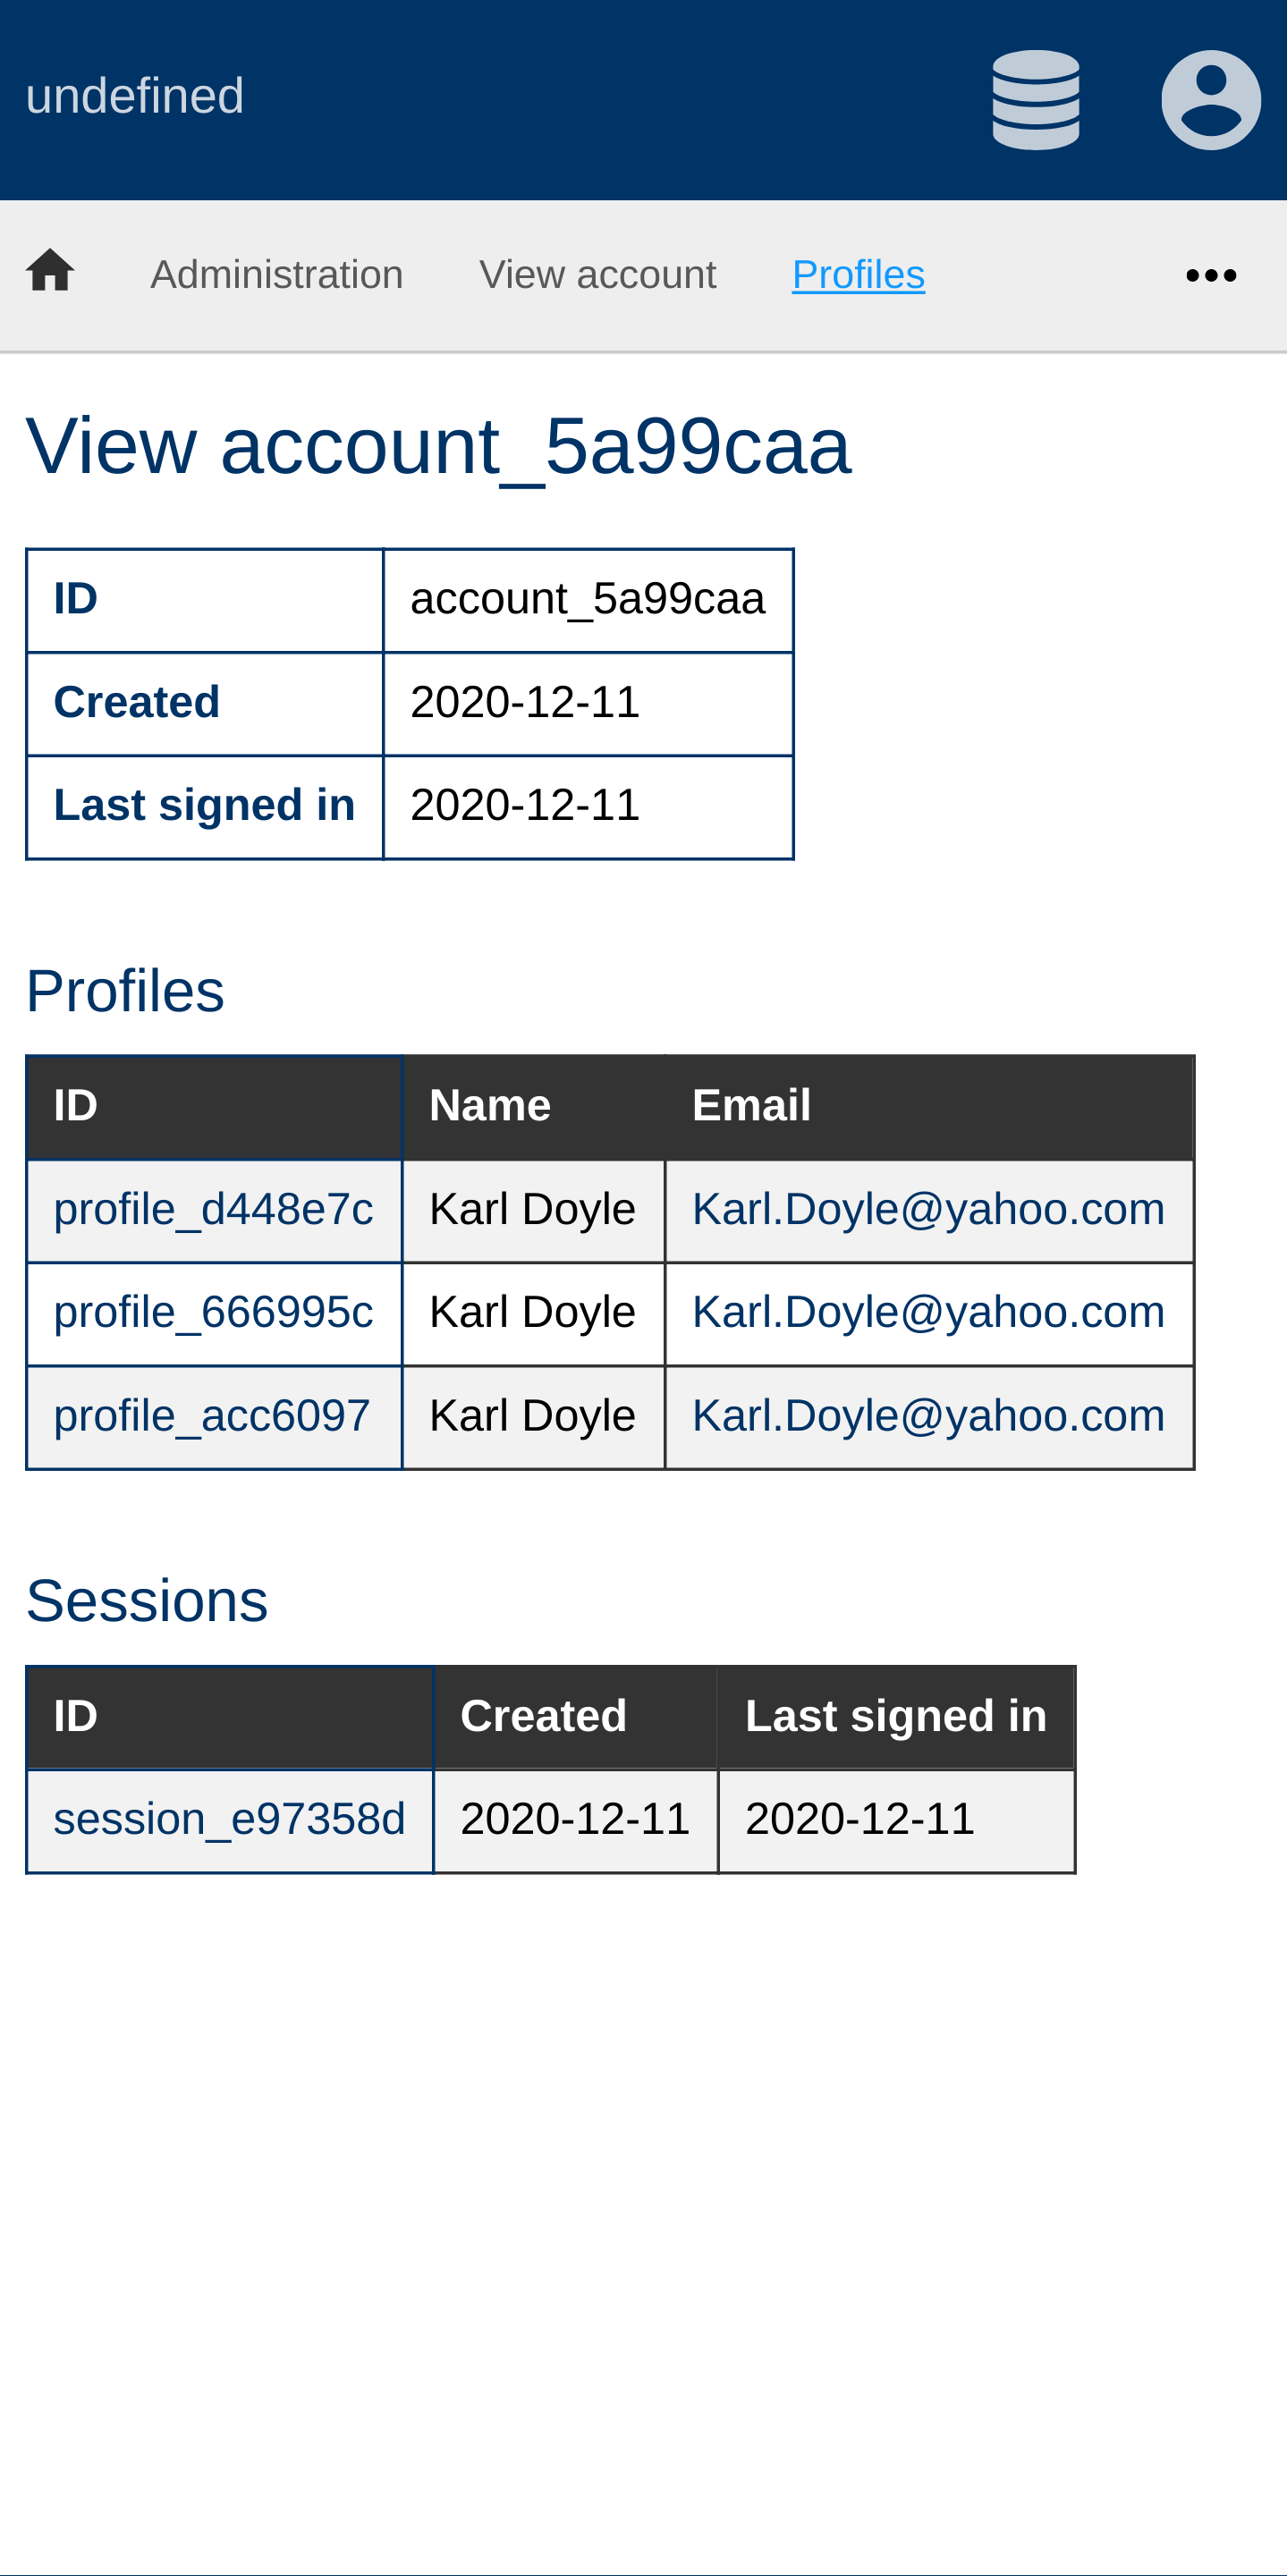 undefined
Administration View account Profiles •••
View account_5a99caa
ID account_5a99caa
Created 2020-12-11
Last signed in 2020-12-11
Profiles
ID Name Email
profile_d448e7c Karl Doyle Karl.Doyle@yahoo.com
profile_666995c Karl Doyle Karl.Doyle@yahoo.com
profile_acc6097 Karl Doyle Karl.Doyle@yahoo.com
Sessions
ID Created Last signed in
session_e97358d 2020-12-11 2020-12-11